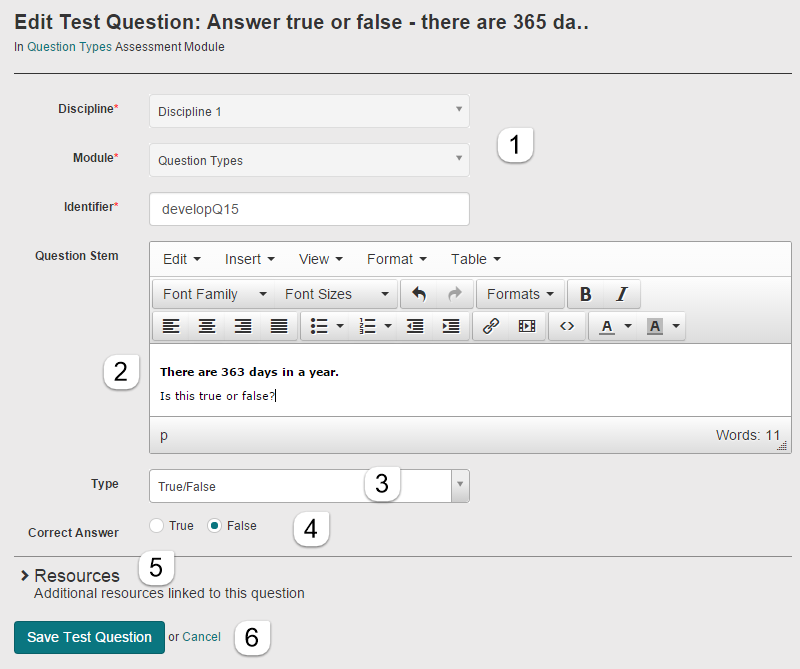 Edit Test Question: Answer true or false - there are 365 da..
In Question Types Assessment Module
Discipline* Discipline 1
1
Module* Question Types
Identifier* developQ15
Question Stem Edit Insert View Format Table
Font Family Font Sizes Formats B I
A A
2
There are 363 days in a year.
Is this true or false?
p Words: 11
Type True/False 3
Correct Answer True False 4
Resources 5
Additional resources linked to this question
Save Test Question or Cancel 6